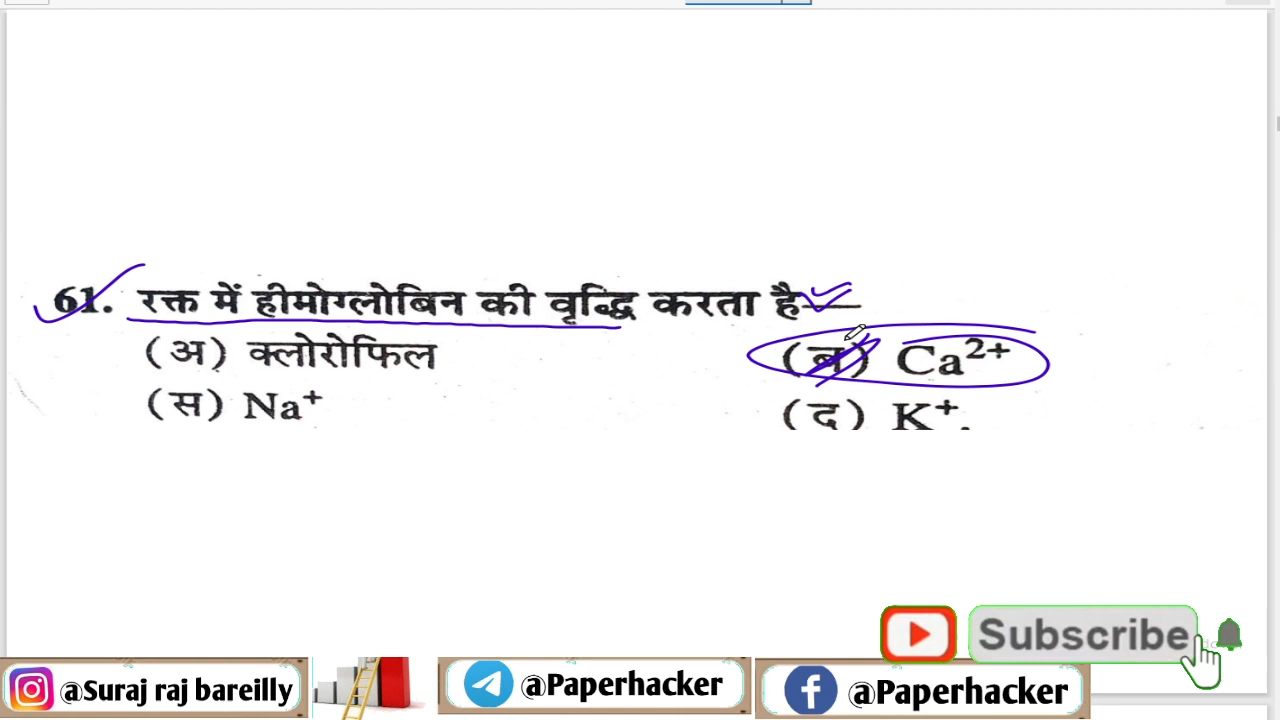 61. रक्त में हीमोग्लोबिन की वृद्धि करता है—
(अ) क्लोरोफिल (ब) Ca²⁺
(स) Na⁺ (द) K⁺.
Subscribe
@Suraj raj bareilly @Paperhacker @Paperhacker